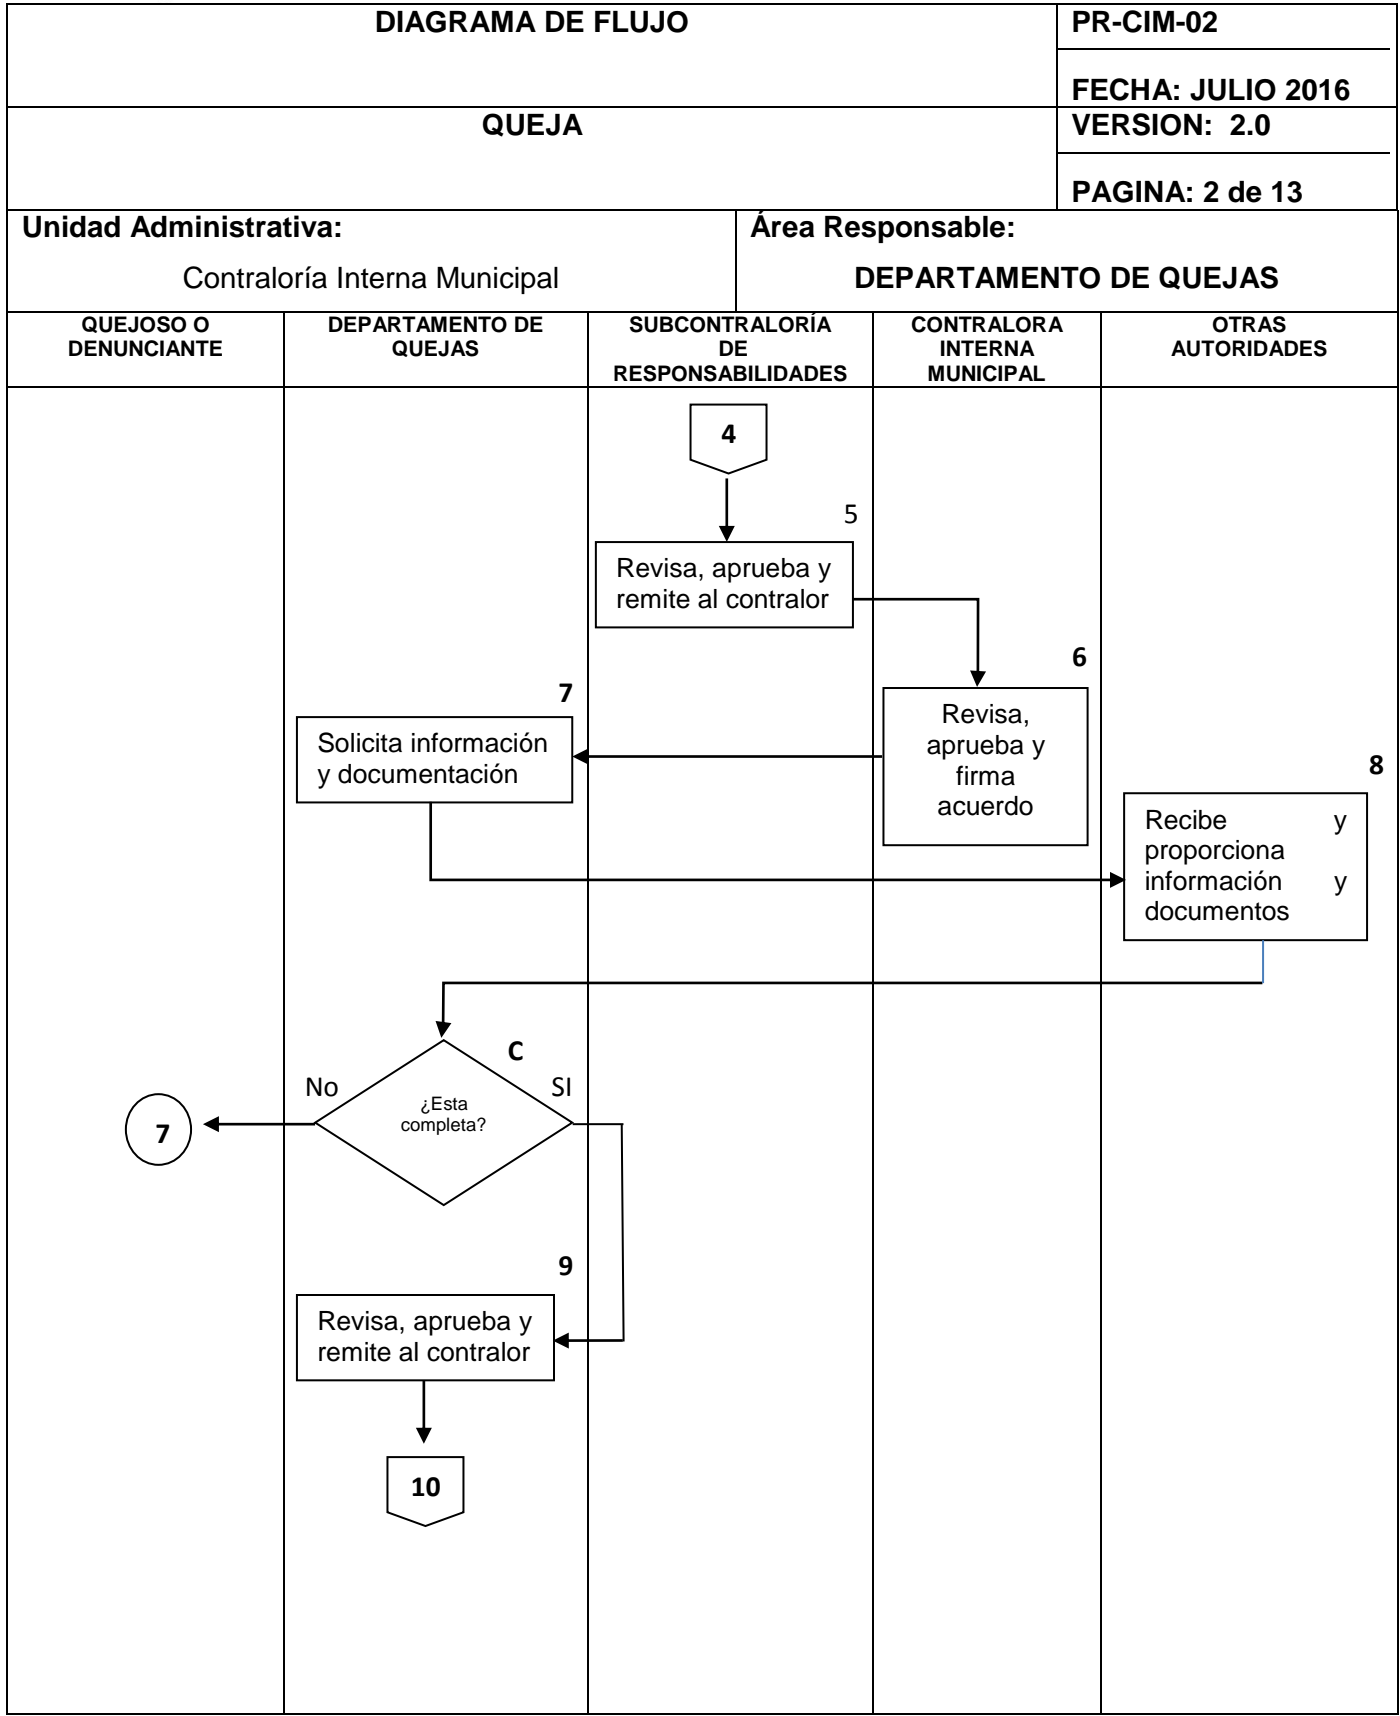 DIAGRAMA DE FLUJO
PR-CIM-02
FECHA: JULIO 2016
QUEJA
VERSION: 2.0
PAGINA: 2 de 13
Unidad Administrativa:
Contraloría Interna Municipal
Área Responsable:
DEPARTAMENTO DE QUEJAS
QUEJOSO O
DENUNCIANTE
DEPARTAMENTO DE
QUEJAS
SUBCONTRALORÍA
DE
RESPONSABILIDADES
CONTRALORA
INTERNA
MUNICIPAL
OTRAS
AUTORIDADES
4
5
Revisa, aprueba y
remite al contralor
6
Revisa,
aprueba y
firma
acuerdo
7
Solicita información
y documentación
8
Recibe y
proporciona
información y
documentos
C
No
SI
¿Esta
completa?
7
9
Revisa, aprueba y
remite al contralor
10